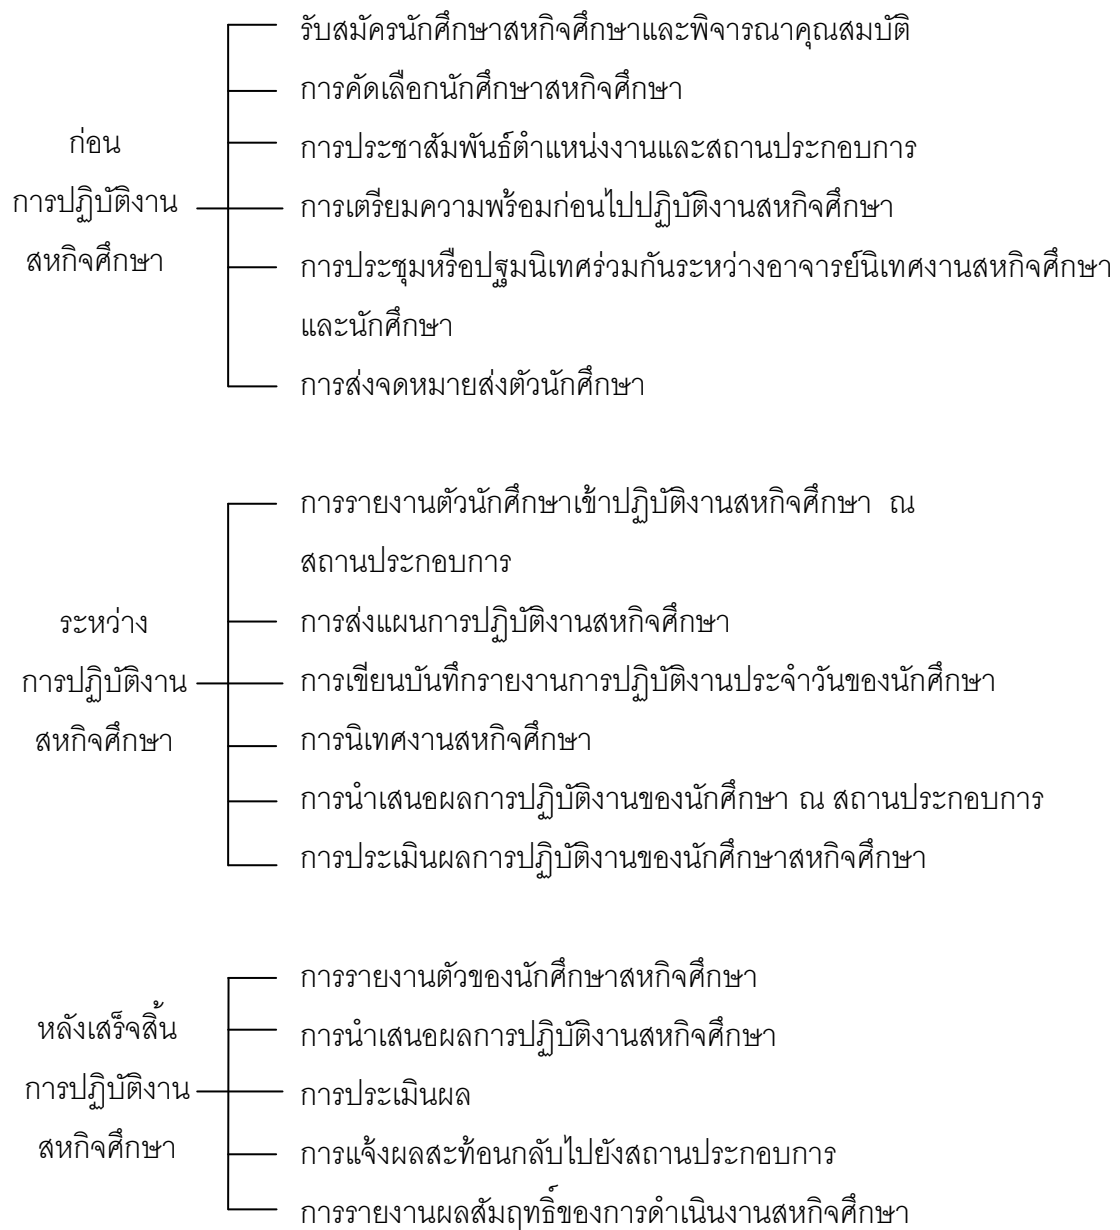 ก่อน
การปฏิบัติงาน
สหกิจศึกษา
รับสมัครนักศึกษาสหกิจศึกษาและพิจารณาคุณสมบัติ
การคัดเลือกนักศึกษาสหกิจศึกษา
การประชาสัมพันธ์ตำแหน่งงานและสถานประกอบการ
การเตรียมความพร้อมก่อนไปปฏิบัติงานสหกิจศึกษา
การประชุมหรือปฐมนิเทศร่วมกันระหว่างอาจารย์นิเทศงานสหกิจศึกษา
และนักศึกษา
การส่งจดหมายส่งตัวนักศึกษา
ระหว่าง
การปฏิบัติงาน
สหกิจศึกษา
การรายงานตัวนักศึกษาเข้าปฏิบัติงานสหกิจศึกษา ณ
สถานประกอบการ
การส่งแผนการปฏิบัติงานสหกิจศึกษา
การเขียนบันทึกรายงานการปฏิบัติงานประจำวันของนักศึกษา
การนิเทศงานสหกิจศึกษา
การนำเสนอผลการปฏิบัติงานของนักศึกษา ณ สถานประกอบการ
การประเมินผลการปฏิบัติงานของนักศึกษาสหกิจศึกษา
หลังเสร็จสิ้น
การปฏิบัติงาน
สหกิจศึกษา
การรายงานตัวของนักศึกษาสหกิจศึกษา
การนำเสนอผลการปฏิบัติงานสหกิจศึกษา
การประเมินผล
การแจ้งผลสะท้อนกลับไปยังสถานประกอบการ
การรายงานผลสัมฤทธิ์ของการดำเนินงานสหกิจศึกษา